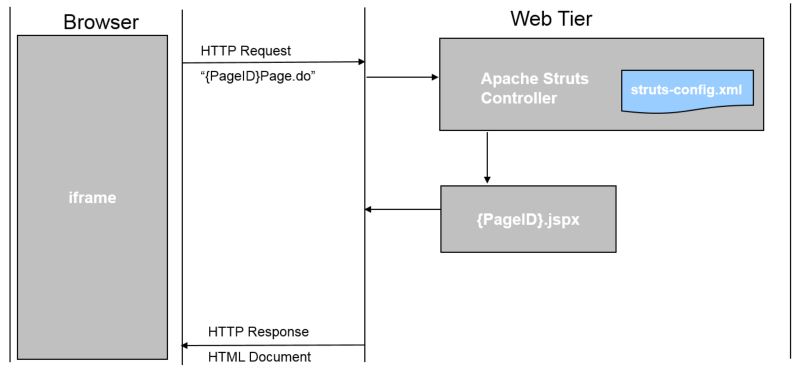 Browser
Web Tier
HTTP Request
“{PageID}Page.do”
Apache Struts
Controller
struts-config.xml
iframe
{PageID}.jspx
HTTP Response
HTML Document